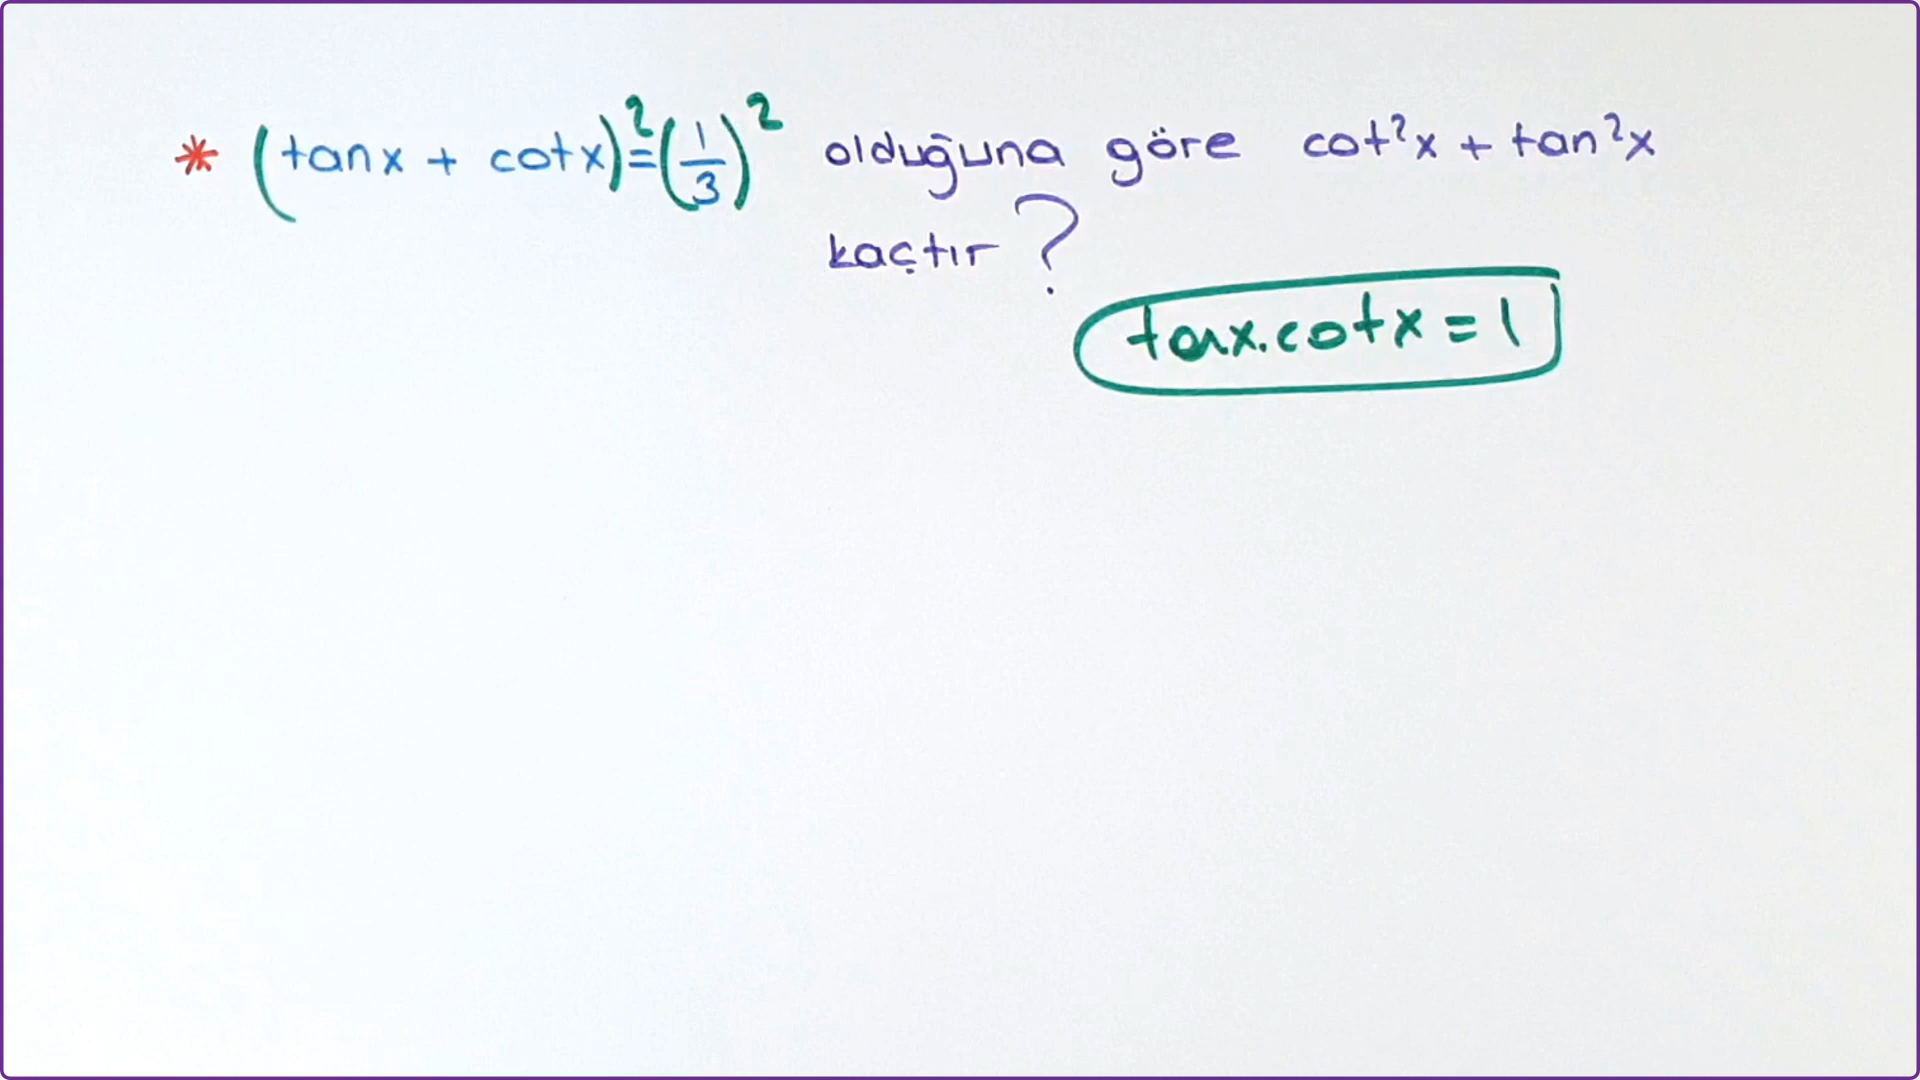 * (tanx + cotx)² = (1/3)² olduğuna göre cot²x + tan²x
kaçtır ?
tanx.cotx = 1